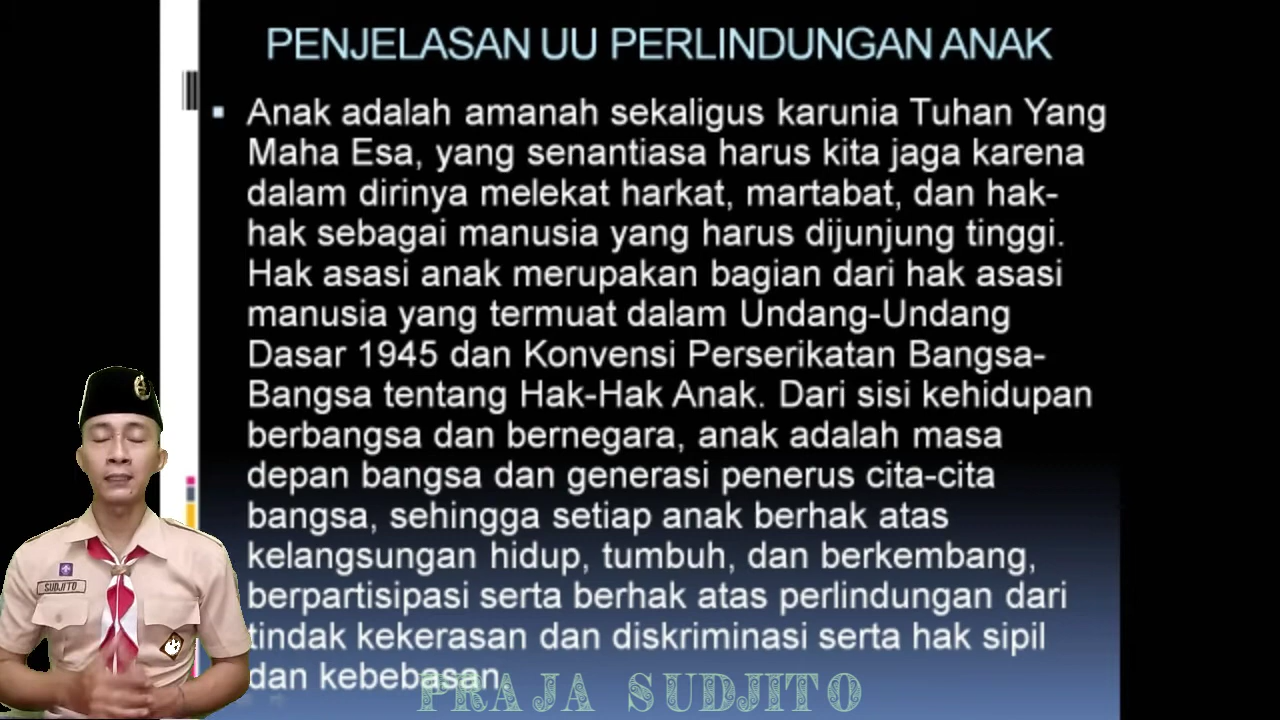 PENJELASAN UU PERLINDUNGAN ANAK
Anak adalah amanah sekaligus karunia Tuhan Yang
Maha Esa, yang senantiasa harus kita jaga karena
dalam dirinya melekat harkat, martabat, dan hak-
hak sebagai manusia yang harus dijunjung tinggi.
Hak asasi anak merupakan bagian dari hak asasi
manusia yang termuat dalam Undang-Undang
Dasar 1945 dan Konvensi Perserikatan Bangsa-
Bangsa tentang Hak-Hak Anak. Dari sisi kehidupan
berbangsa dan bernegara, anak adalah masa
depan bangsa dan generasi penerus cita-cita
bangsa, sehingga setiap anak berhak atas
kelangsungan hidup, tumbuh, dan berkembang,
berpartisipasi serta berhak atas perlindungan dari
tindak kekerasan dan diskriminasi serta hak sipil
dan kebebasan.
PRAJA SUDJITO
SUDJITO